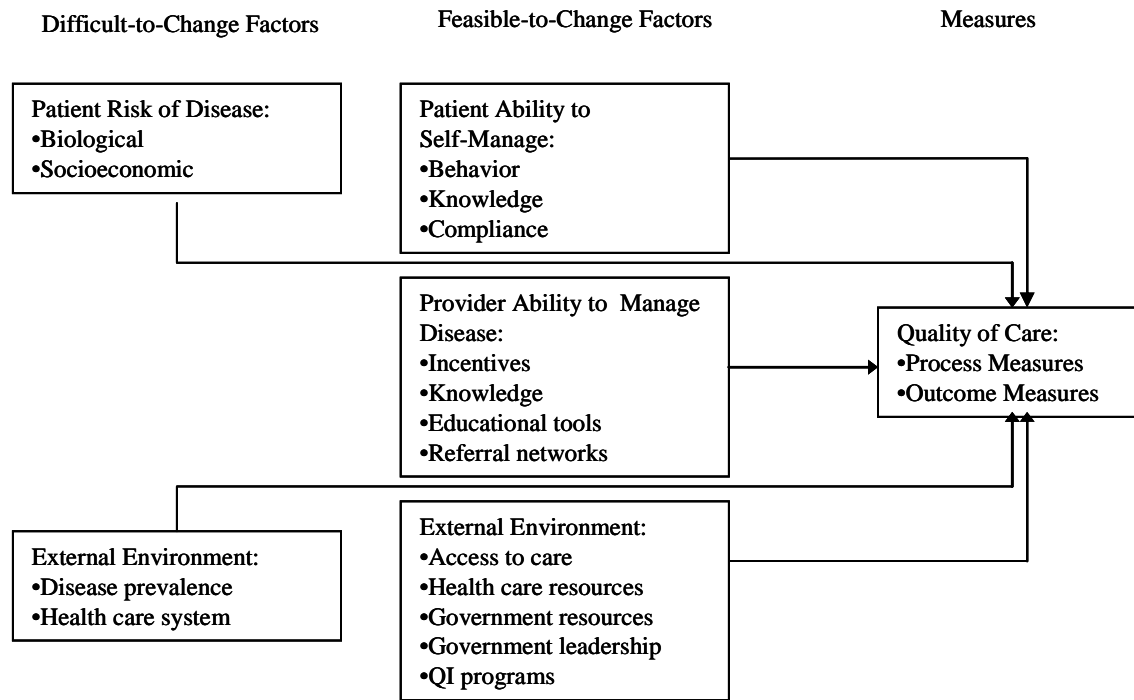 Difficult-to-Change Factors
Feasible-to-Change Factors
Measures
Patient Risk of Disease:
•Biological
•Socioeconomic
Patient Ability to
Self-Manage:
•Behavior
•Knowledge
•Compliance
Provider Ability to  Manage
Disease:
•Incentives
•Knowledge
•Educational tools
•Referral networks
Quality of Care:
•Process Measures
•Outcome Measures
External Environment:
•Disease prevalence
•Health care system
External Environment:
•Access to care
•Health care resources
•Government resources
•Government leadership
•QI programs